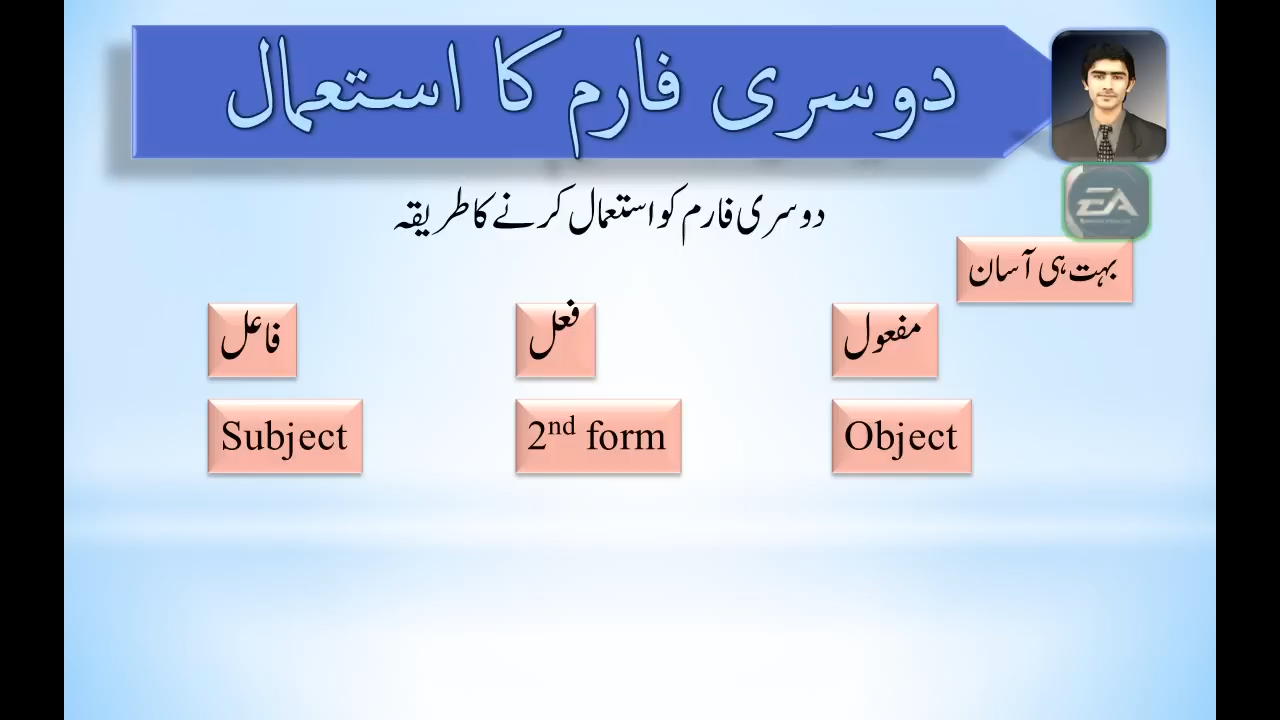 دوسری فارم کا استعمال
دوسری فارم کو استعمال کرنے کا طریقہ
EA
بہت ہی آسان
فاعل فعل مفعول
Subject 2nd form Object